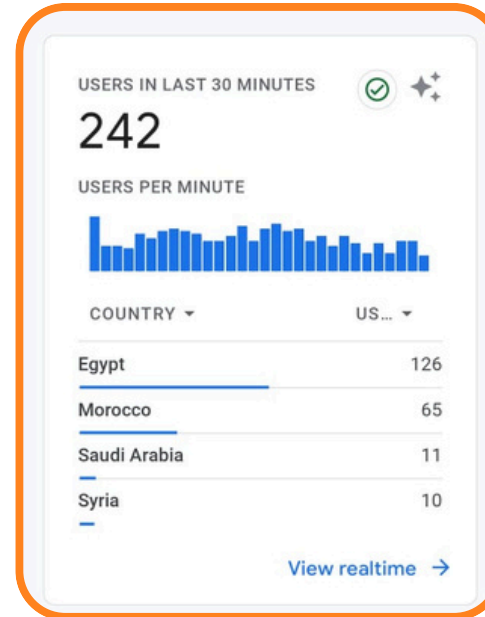 USERS IN LAST 30 MINUTES
242
USERS PER MINUTE
COUNTRY US...
Egypt 126
Morocco 65
Saudi Arabia 11
Syria 10
View realtime